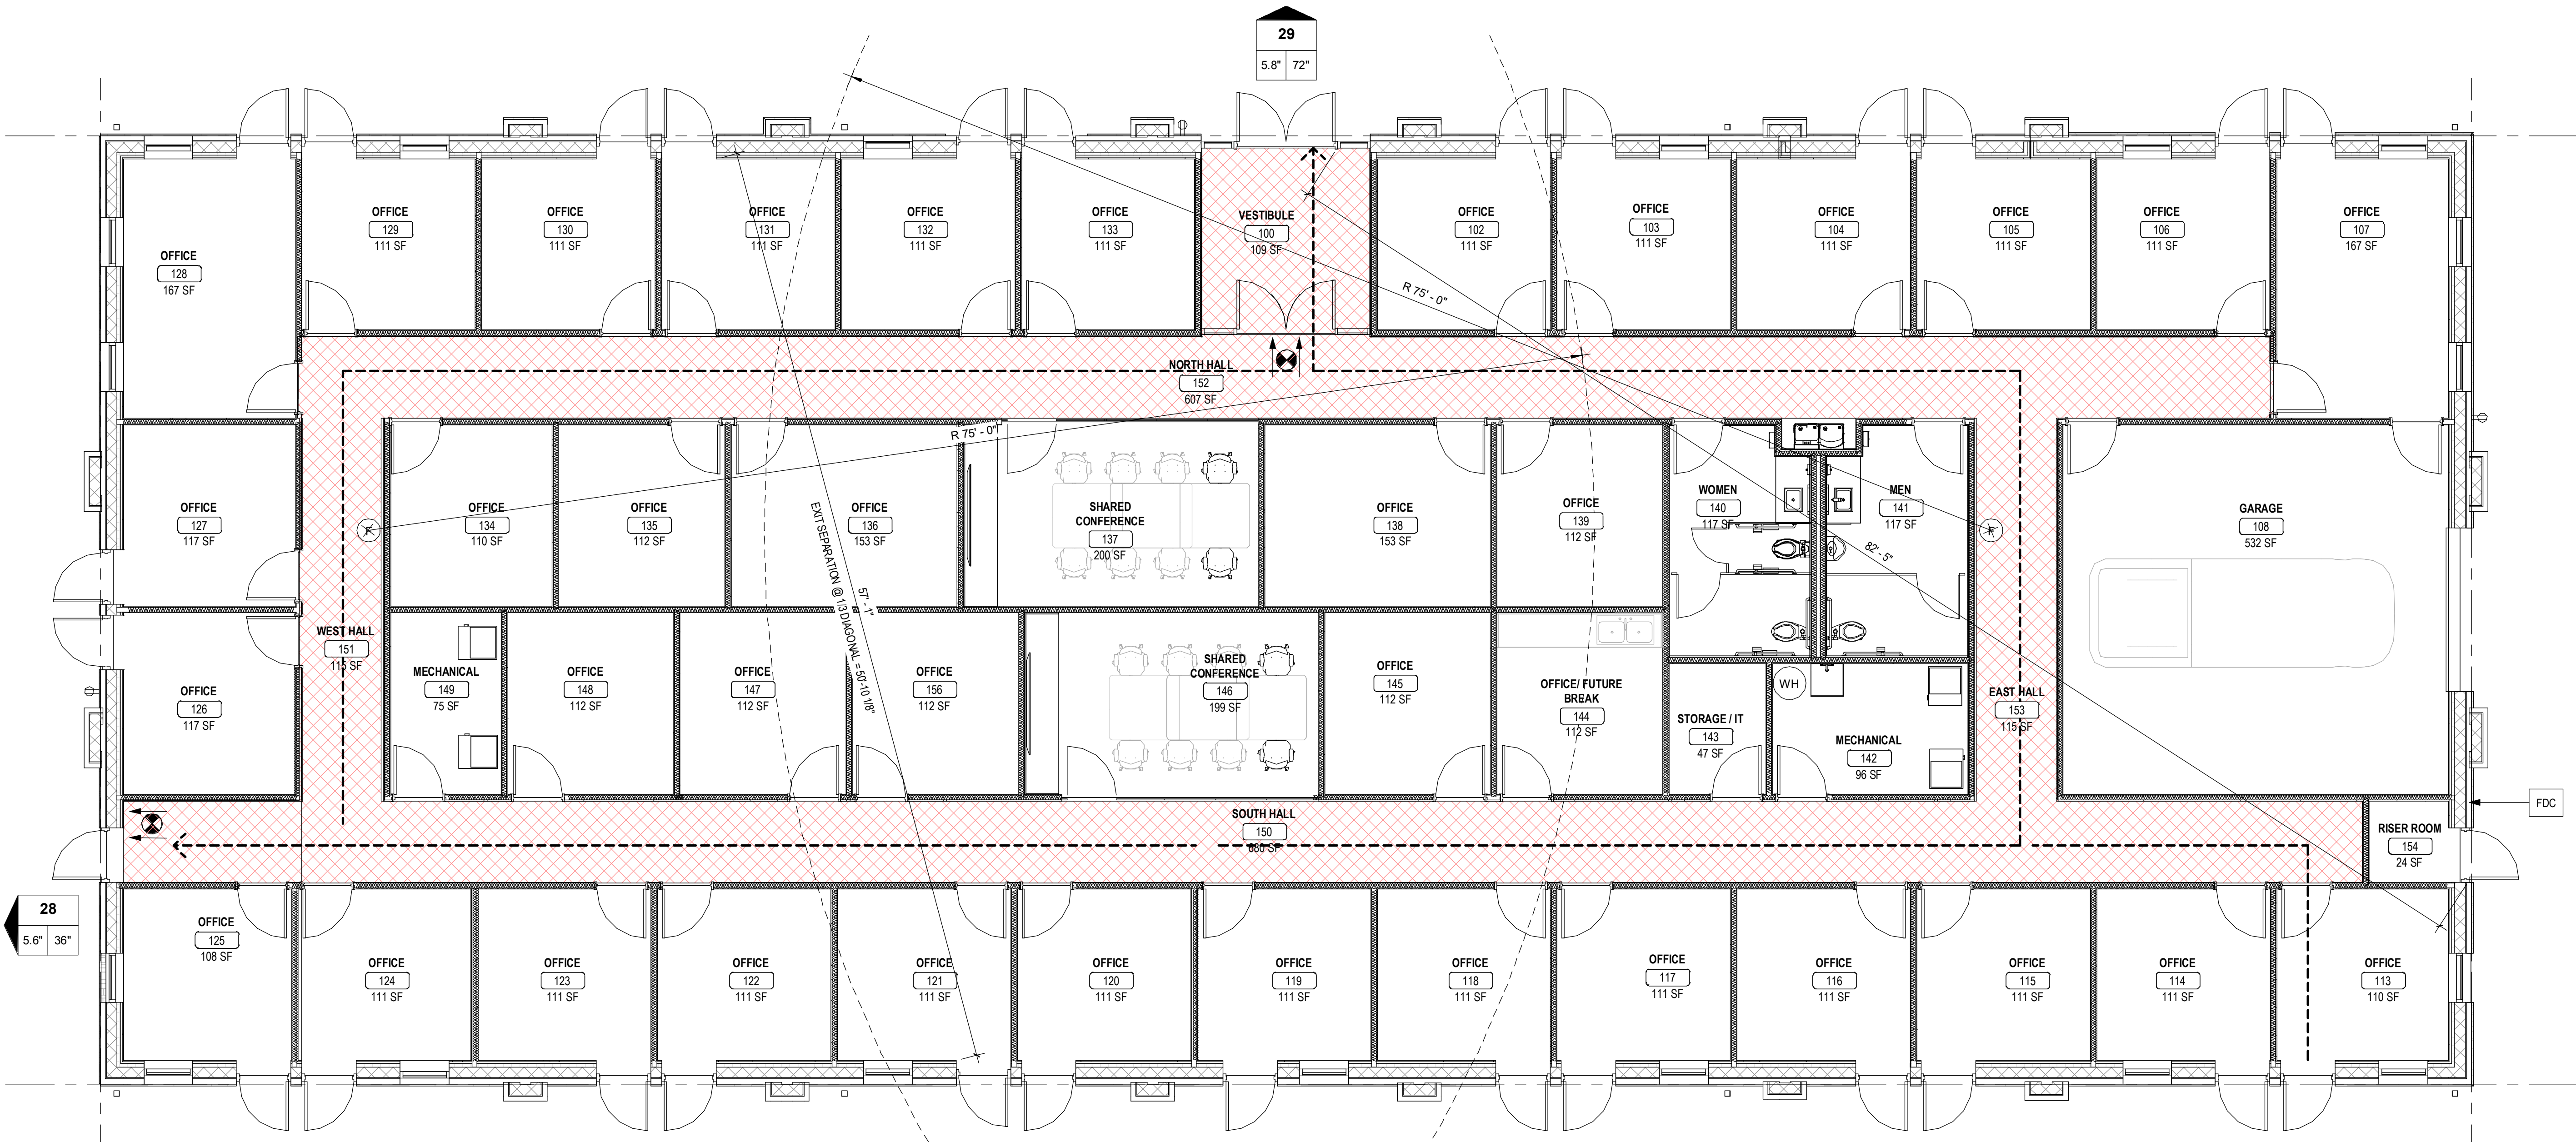 29
5.8" 72"
OFFICE
128
167 SF
OFFICE
129
111 SF
OFFICE
130
111 SF
OFFICE
131
111 SF
OFFICE
132
111 SF
OFFICE
133
111 SF
VESTIBULE
100
109 SF
OFFICE
102
111 SF
OFFICE
103
111 SF
OFFICE
104
111 SF
OFFICE
105
111 SF
OFFICE
106
111 SF
OFFICE
107
167 SF
R 75' - 0"
NORTH HALL
152
607 SF
R 75' - 0"
OFFICE
127
117 SF
F
OFFICE
134
110 SF
OFFICE
135
112 SF
OFFICE
136
153 SF
SHARED
CONFERENCE
137
200 SF
OFFICE
138
153 SF
OFFICE
139
112 SF
WOMEN
140
117 SF
MEN
141
117 SF
F
GARAGE
108
532 SF
82' - 5"
57' - 1"
EXIT SEPARATION @ 1/3 DIAGONAL = 50'-10 1/8"
OFFICE
126
117 SF
WEST HALL
151
115 SF
MECHANICAL
149
75 SF
OFFICE
148
112 SF
OFFICE
147
112 SF
OFFICE
156
112 SF
SHARED
CONFERENCE
146
199 SF
OFFICE
145
112 SF
OFFICE/ FUTURE
BREAK
144
112 SF
STORAGE / IT
143
47 SF
WH
MECHANICAL
142
96 SF
EAST HALL
153
115 SF
SOUTH HALL
150
680 SF
RISER ROOM
154
24 SF
FDC
28
5.6" 36"
OFFICE
125
108 SF
OFFICE
124
111 SF
OFFICE
123
111 SF
OFFICE
122
111 SF
OFFICE
121
111 SF
OFFICE
120
111 SF
OFFICE
119
111 SF
OFFICE
118
111 SF
OFFICE
117
111 SF
OFFICE
116
111 SF
OFFICE
115
111 SF
OFFICE
114
111 SF
OFFICE
113
110 SF